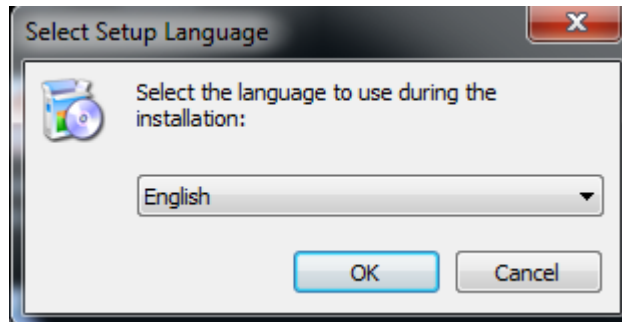 Select Setup Language
Select the language to use during the
installation:
English
OK
Cancel